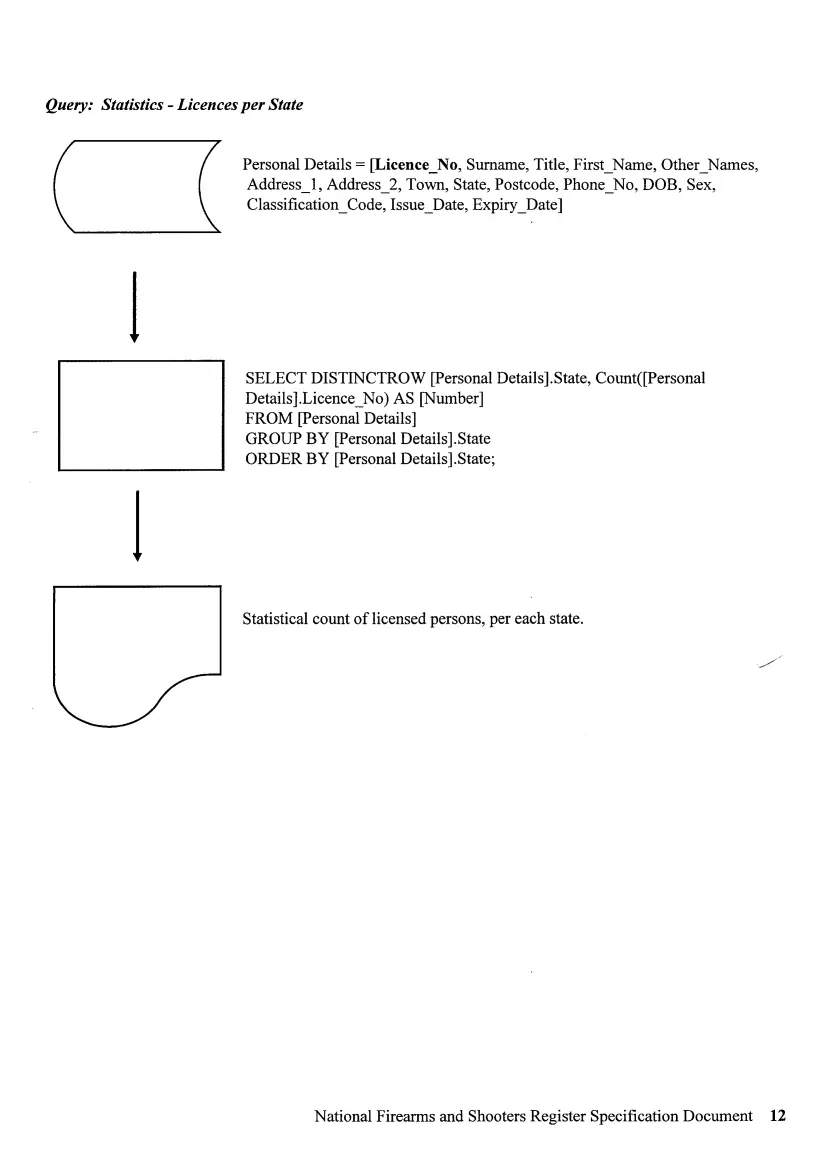 Query: Statistics - Licences per State
Personal Details = [Licence_No, Surname, Title, First_Name, Other_Names,
Address_1, Address_2, Town, State, Postcode, Phone_No, DOB, Sex,
Classification_Code, Issue_Date, Expiry_Date]
SELECT DISTINCTROW [Personal Details].State, Count([Personal
Details].Licence_No) AS [Number]
FROM [Personal Details]
GROUP BY [Personal Details].State
ORDER BY [Personal Details].State;
Statistical count of licensed persons, per each state.
National Firearms and Shooters Register Specification Document 12